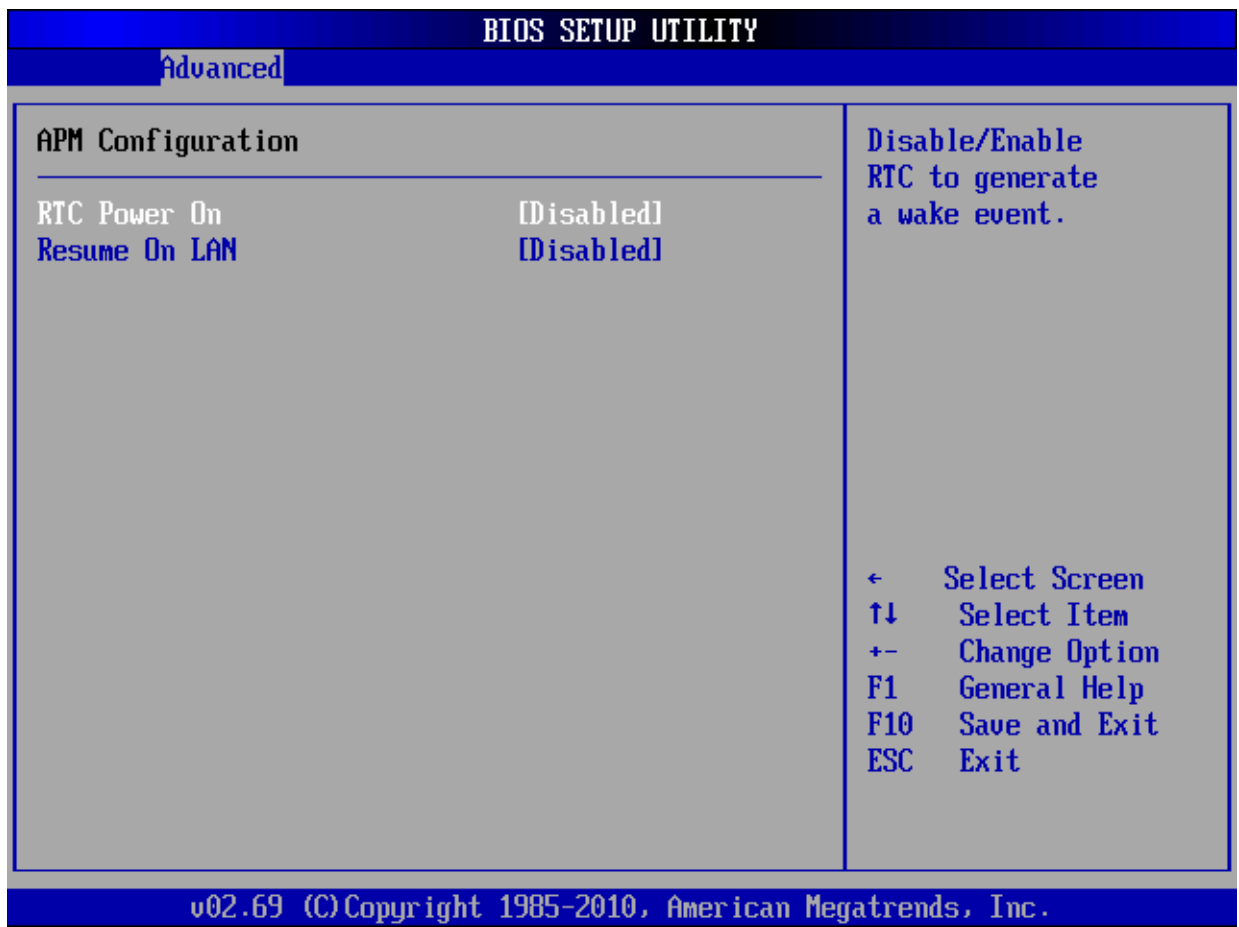 BIOS SETUP UTILITY
Advanced
APM Configuration
RTC Power On [Disabled]
Resume On LAN [Disabled]
Disable/Enable
RTC to generate
a wake event.
← Select Screen
↑↓ Select Item
+- Change Option
F1 General Help
F10 Save and Exit
ESC Exit
v02.69 (C)Copyright 1985-2010, American Megatrends, Inc.